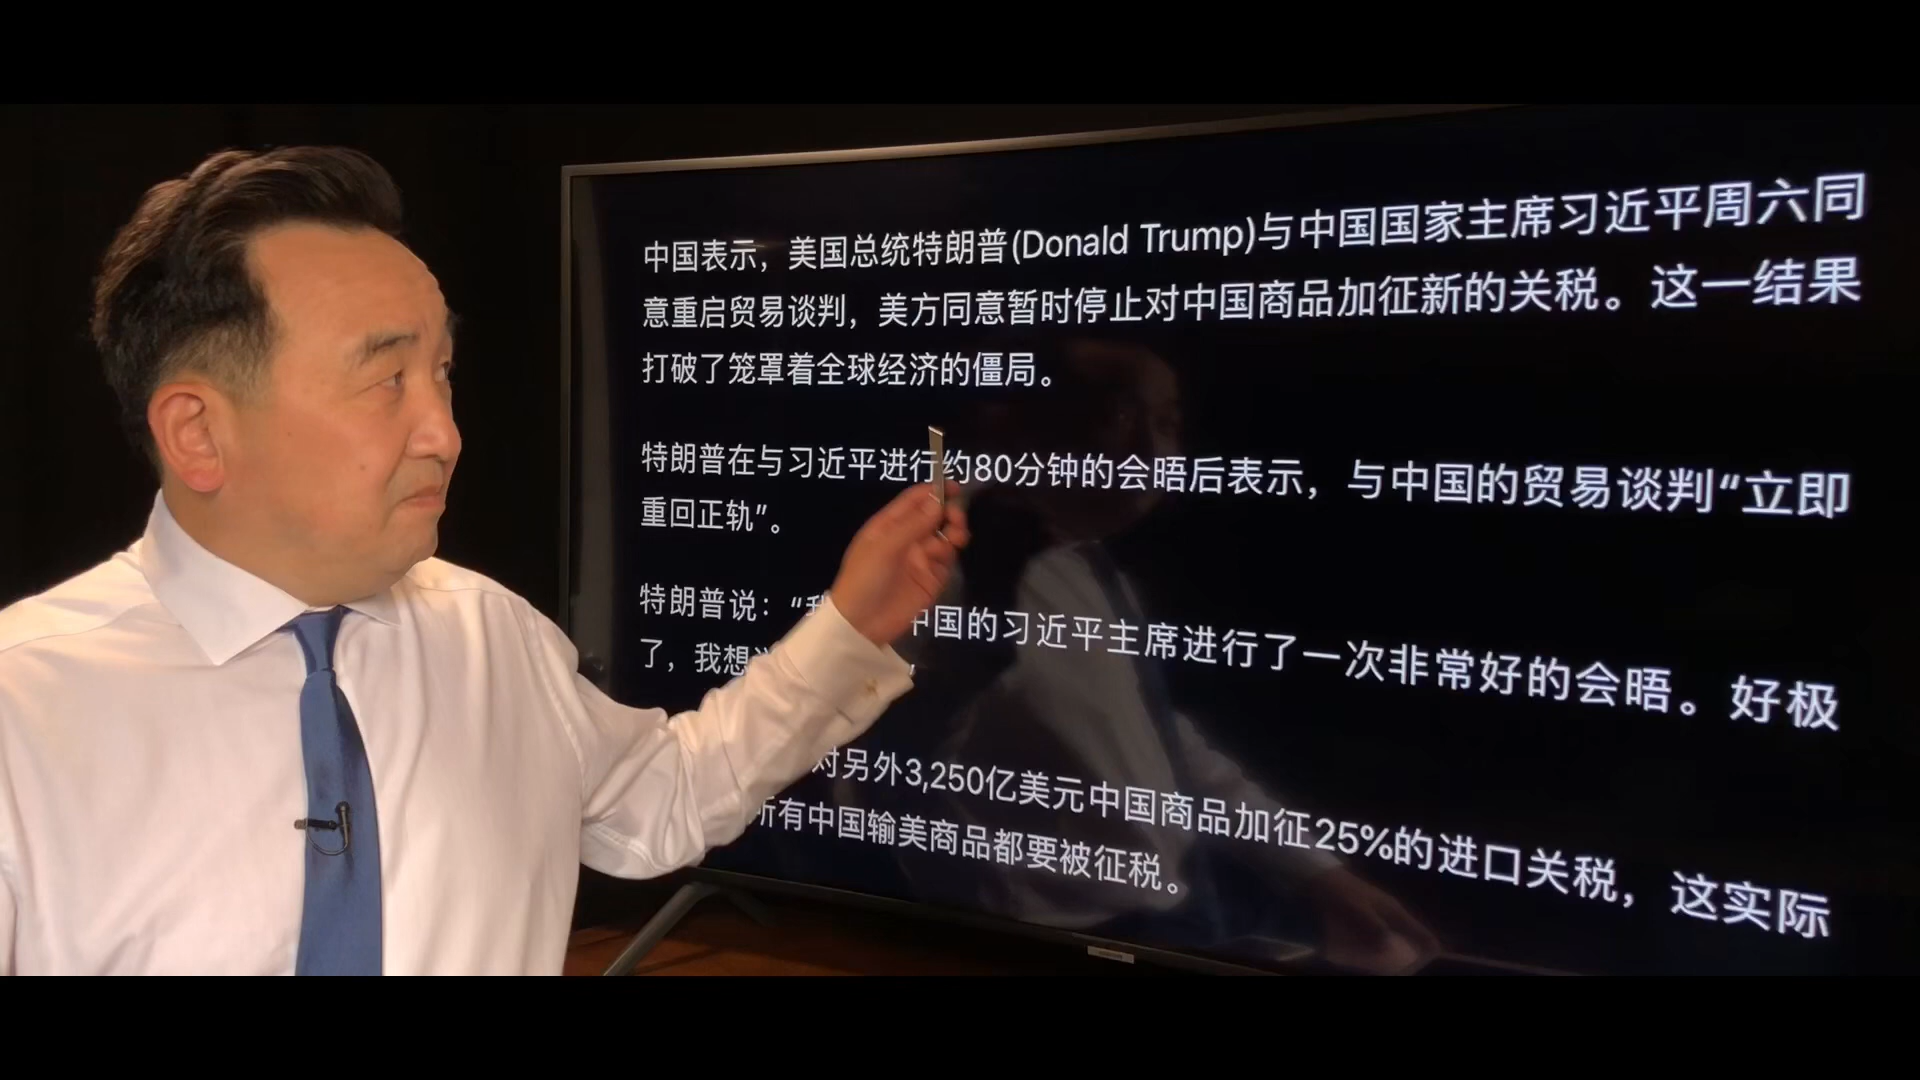 中国表示，美国总统特朗普(Donald Trump)与中国国家主席习近平周六同
意重启贸易谈判，美方同意暂时停止对中国商品加征新的关税。这一结果
打破了笼罩着全球经济的僵局。
特朗普在与习近平进行约80分钟的会晤后表示，与中国的贸易谈判“立即
重回正轨”。
特朗普说：“我 中国的习近平主席进行了一次非常好的会晤。好极
了，我想
对另外3,250亿美元中国商品加征25%的进口关税，这实际
所有中国输美商品都要被征税。